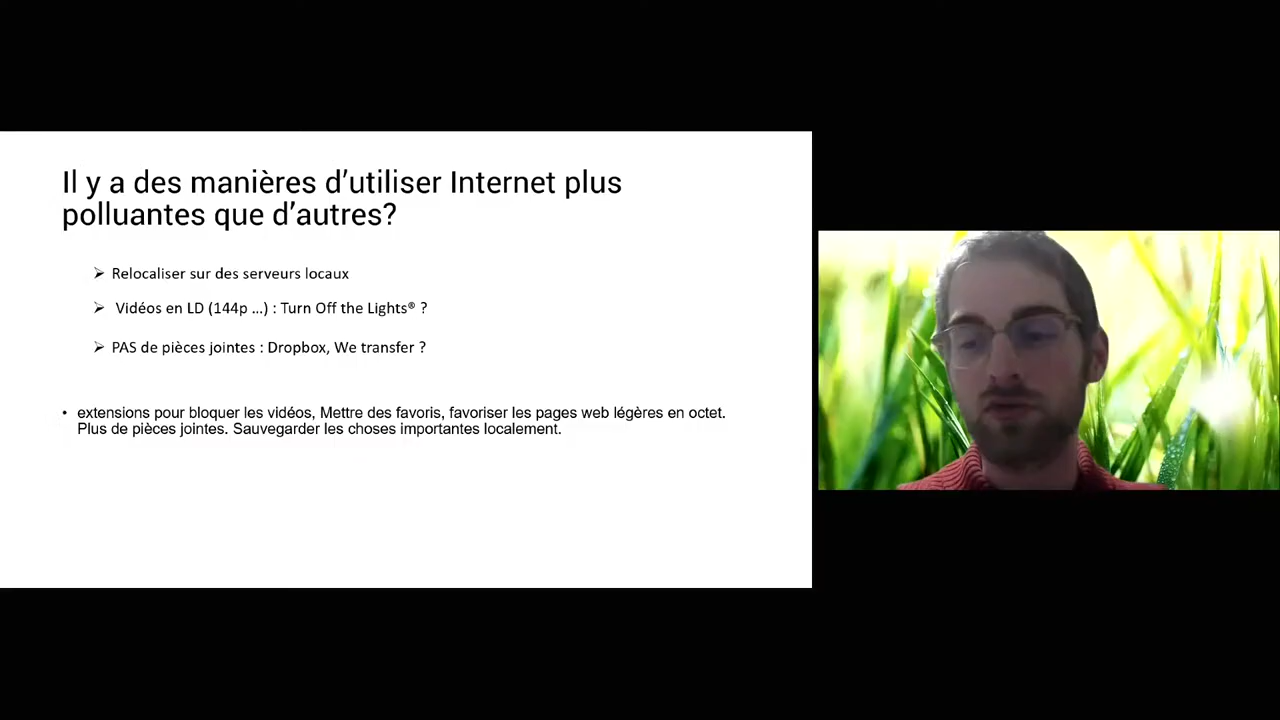 Il y a des manières d’utiliser Internet plus
polluantes que d’autres?
➢ Relocaliser sur des serveurs locaux
➢ Vidéos en LD (144p ...) : Turn Off the Lights® ?
➢ PAS de pièces jointes : Dropbox, We transfer ?
• extensions pour bloquer les vidéos, Mettre des favoris, favoriser les pages web légères en octet.
Plus de pièces jointes. Sauvegarder les choses importantes localement.